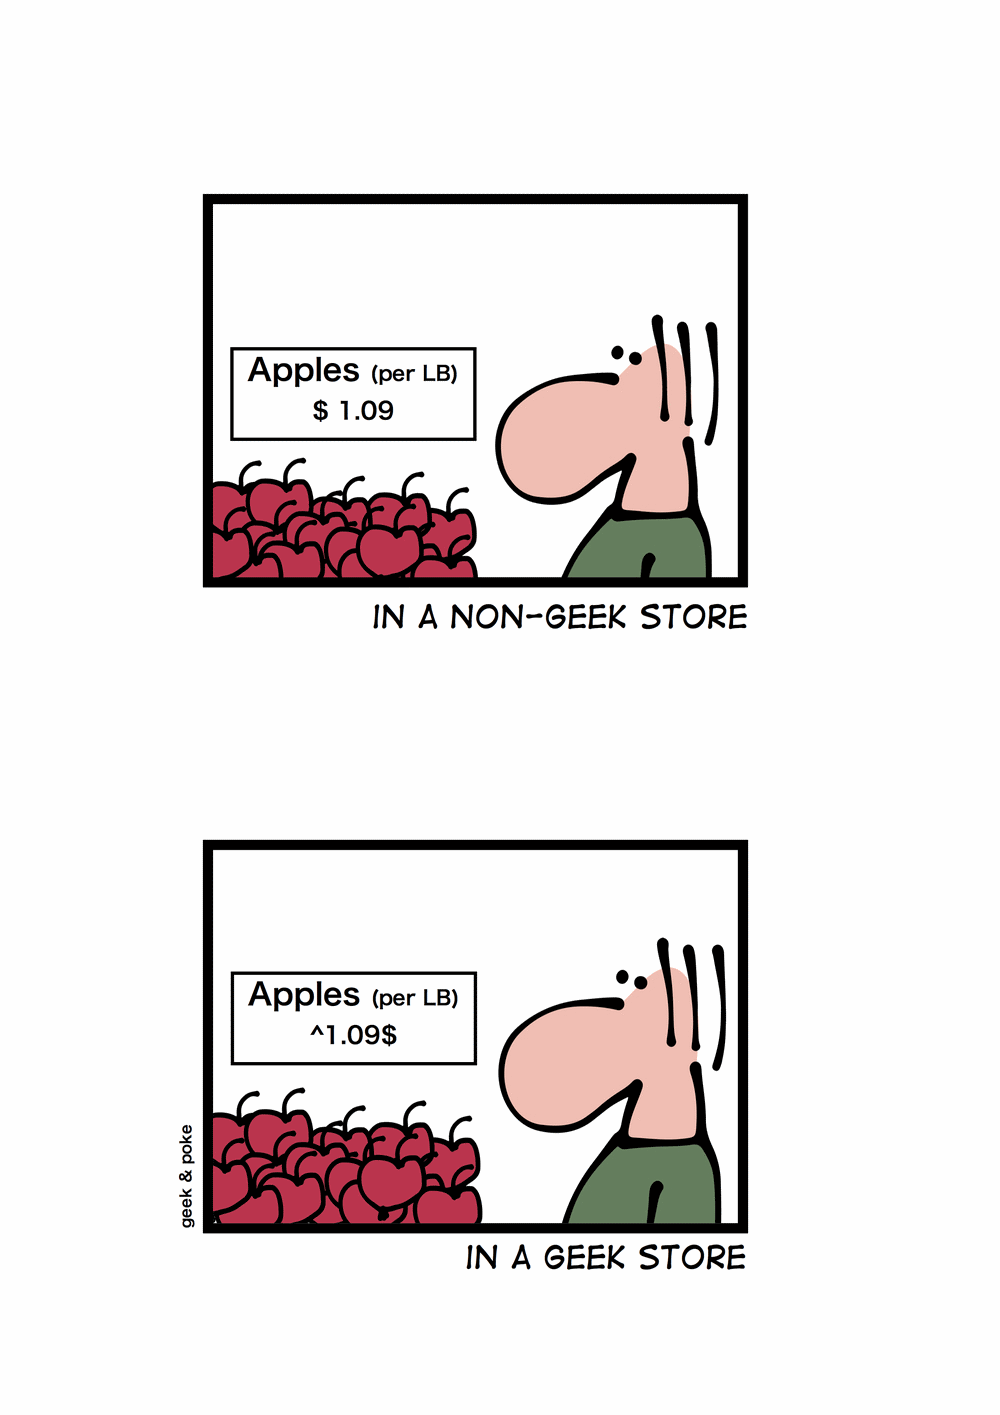 Apples (per LB)
$ 1.09
IN A NON-GEEK STORE
Apples (per LB)
^1.09$
geek & poke
IN A GEEK STORE